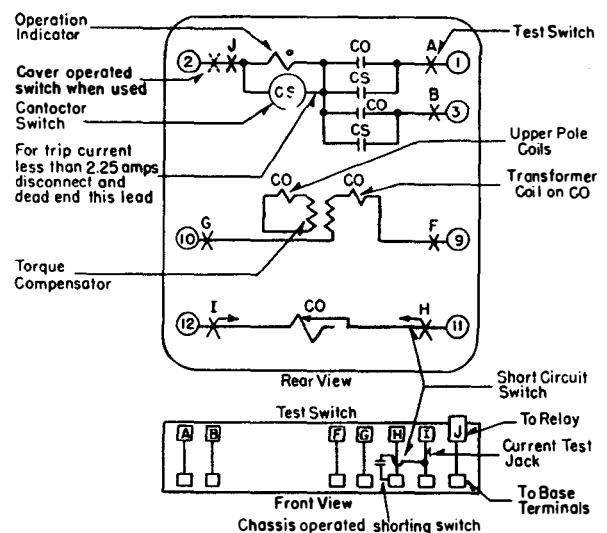 Operation
Indicator
Test Switch
J
CO
A
2
1
Caver operated
switch when used
CS
CS
B
Cantoctor
Switch
CO
3
CS
For trip current
less than 2.25 amps
disconnect and
dead end this lead
Upper Pole
Coils
CO
CO
Transformer
Coil on CO
G
F
10
9
Torque
Compensator
I
CO
H
12
11
Rear View
Short Circuit
Switch
Test Switch
To Relay
A
B
F
G
H
I
J
Current Test
Jack
To Base
Terminals
Front View
Chassis operated shorting switch